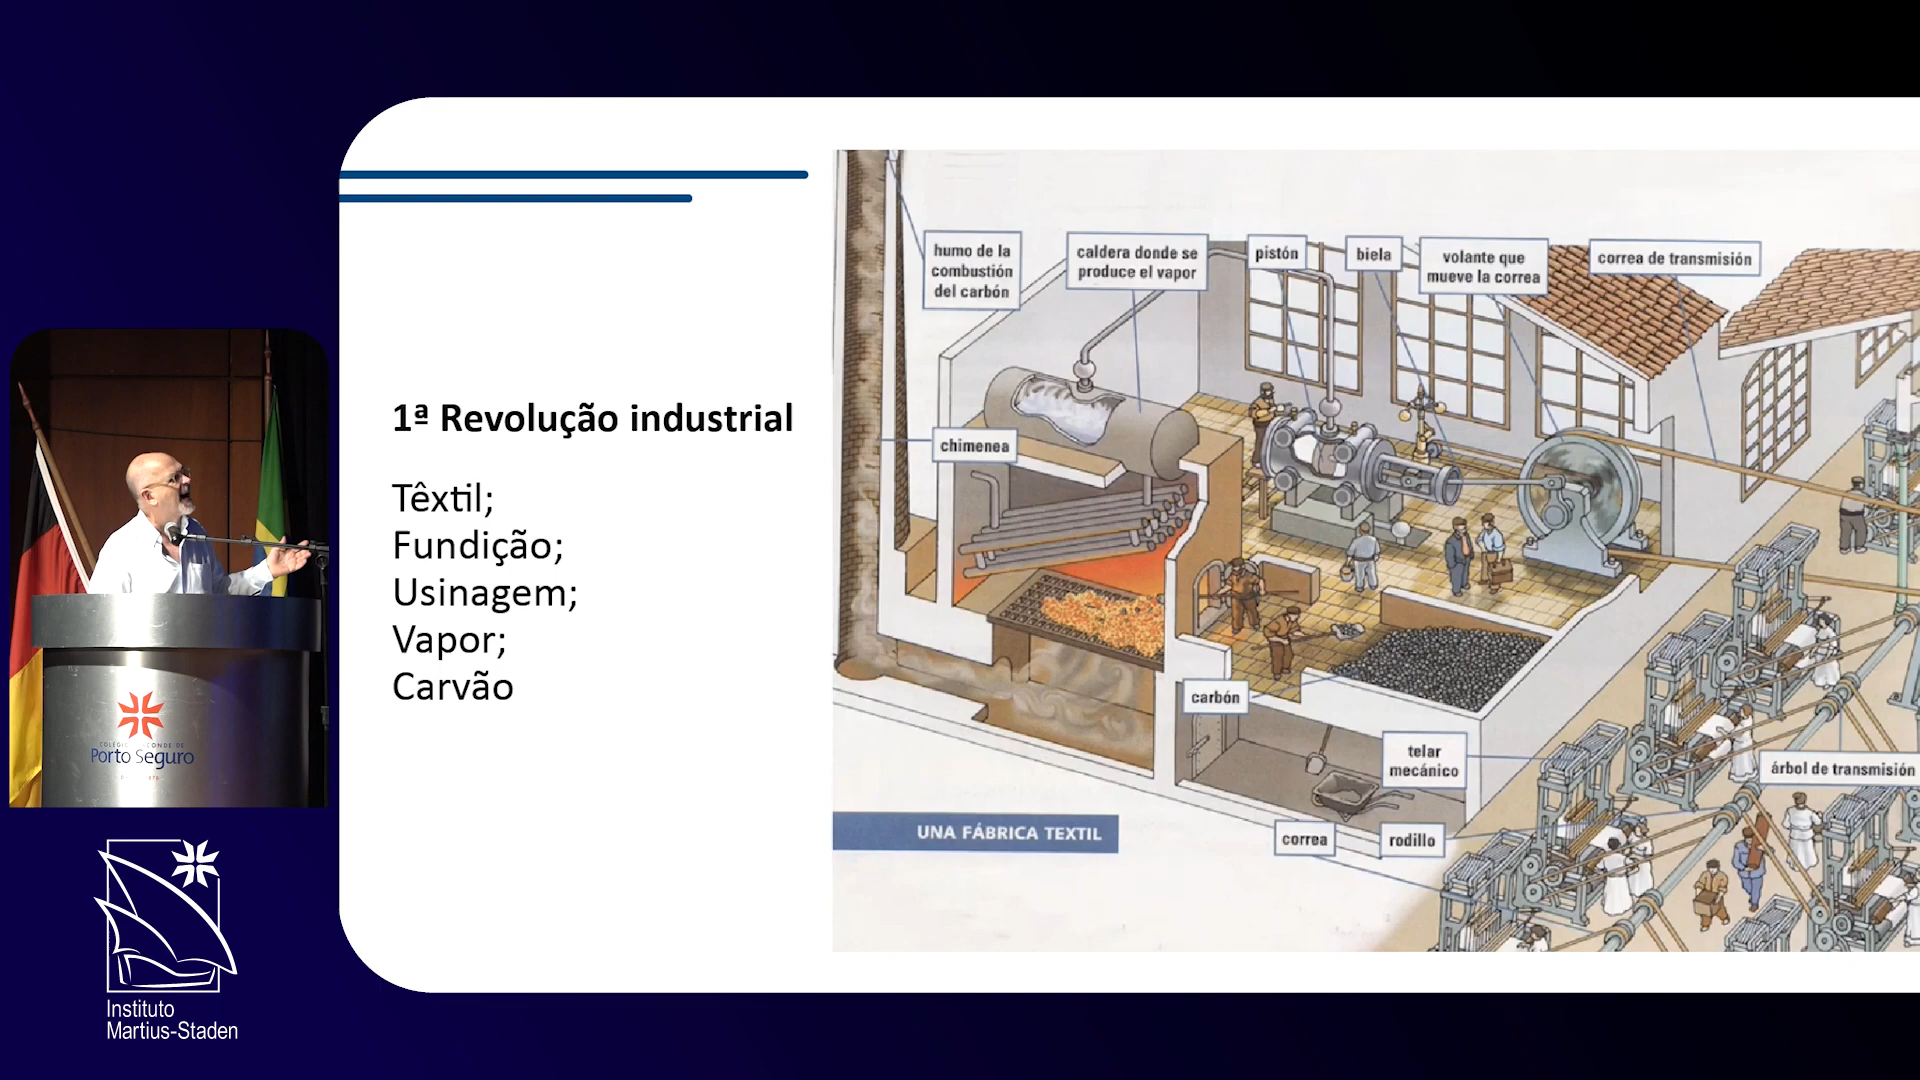 1ª Revolução industrial
Têxtil;
Fundição;
Usinagem;
Vapor;
Carvão
humo de la
combustión
del carbón
caldera donde se
produce el vapor
pistón
biela
volante que
mueve la correa
correa de transmisión
chimenea
carbón
telar
mecánico
árbol de transmisión
correa
rodillo
UNA FÁBRICA TEXTIL
Porto Seguro
Instituto
Martius-Staden